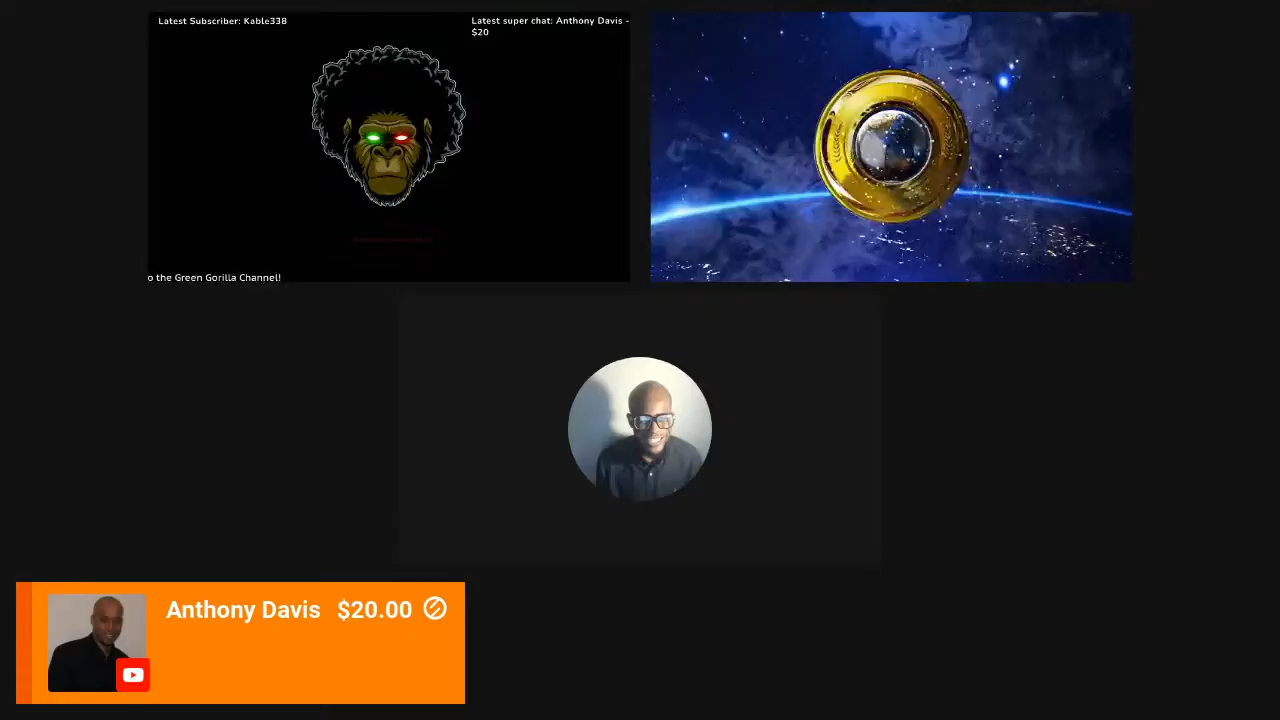 Latest Subscriber: Kable338
Latest super chat: Anthony Davis -
$20
o the Green Gorilla Channel!
Anthony Davis $20.00